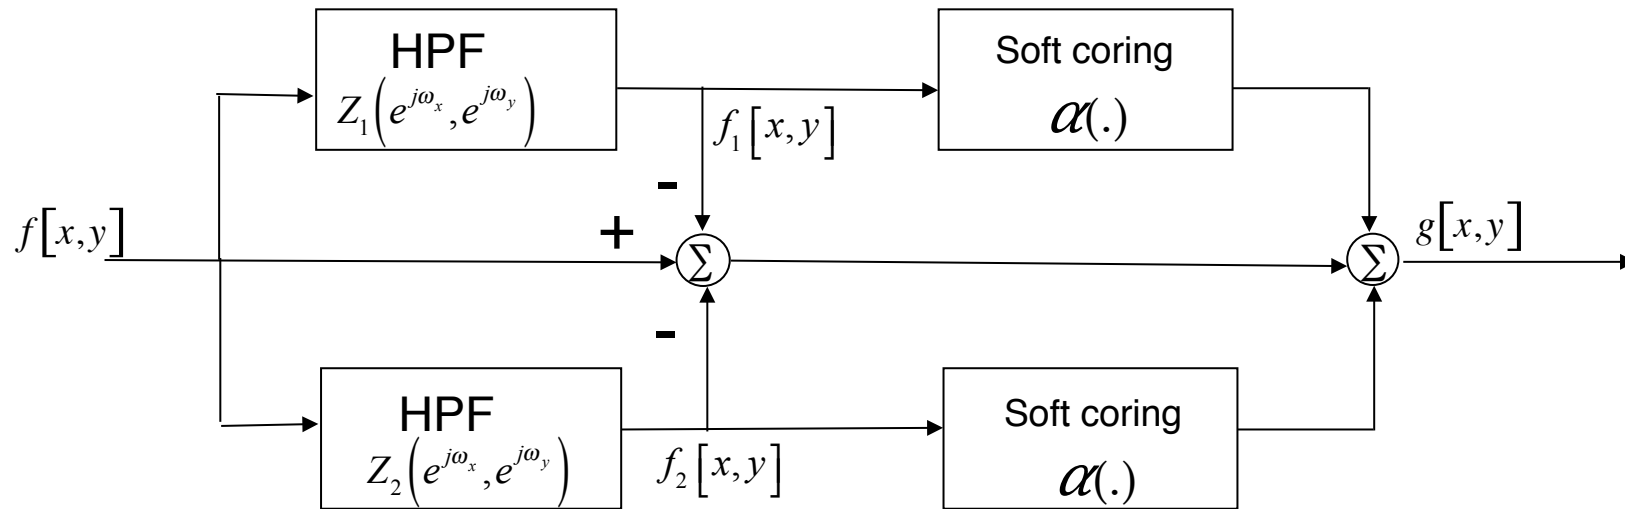 HPF
Z₁(e^{jω_x}, e^{jω_y})
Soft coring
α(.)
f₁[x, y]
-
f[x, y]
+
Σ
Σ
g[x, y]
-
HPF
Z₂(e^{jω_x}, e^{jω_y})
f₂[x, y]
Soft coring
α(.)